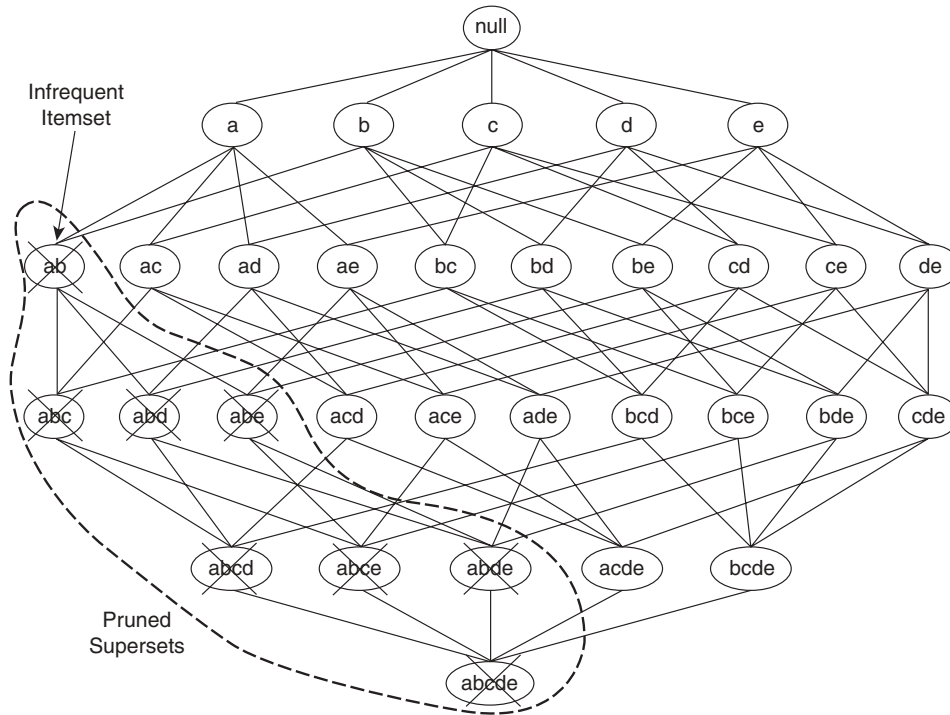 null
Infrequent
Itemset
a b c d e
ab ac ad ae bc bd be cd ce de
abc abd abe acd ace ade bcd bce bde cde
abcd abce abde acde bcde
Pruned
Supersets
abcde